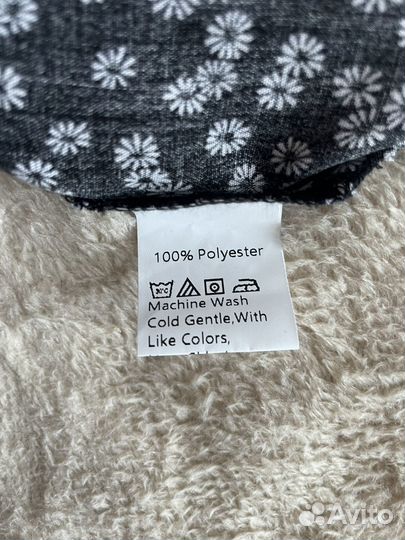 100% Polyester
Machine Wash
Cold Gentle,With
Like Colors,
Avito